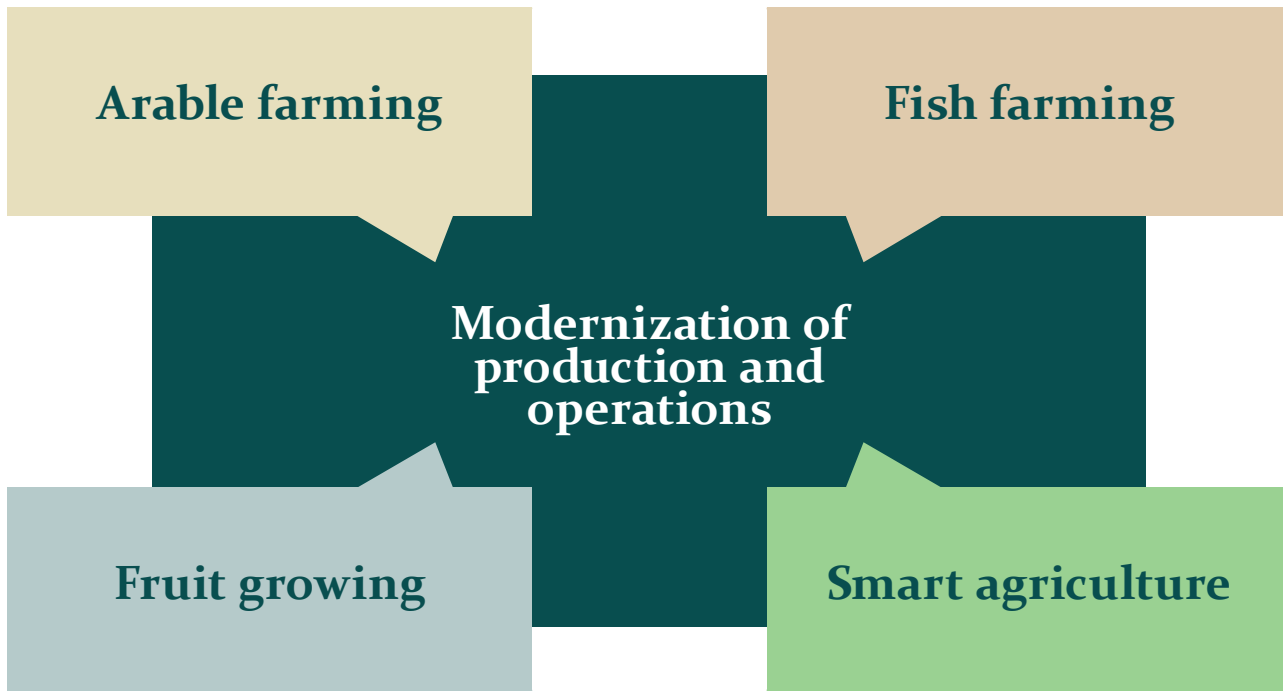 Arable farming
Fish farming
Modernization of
production and
operations
Fruit growing
Smart agriculture